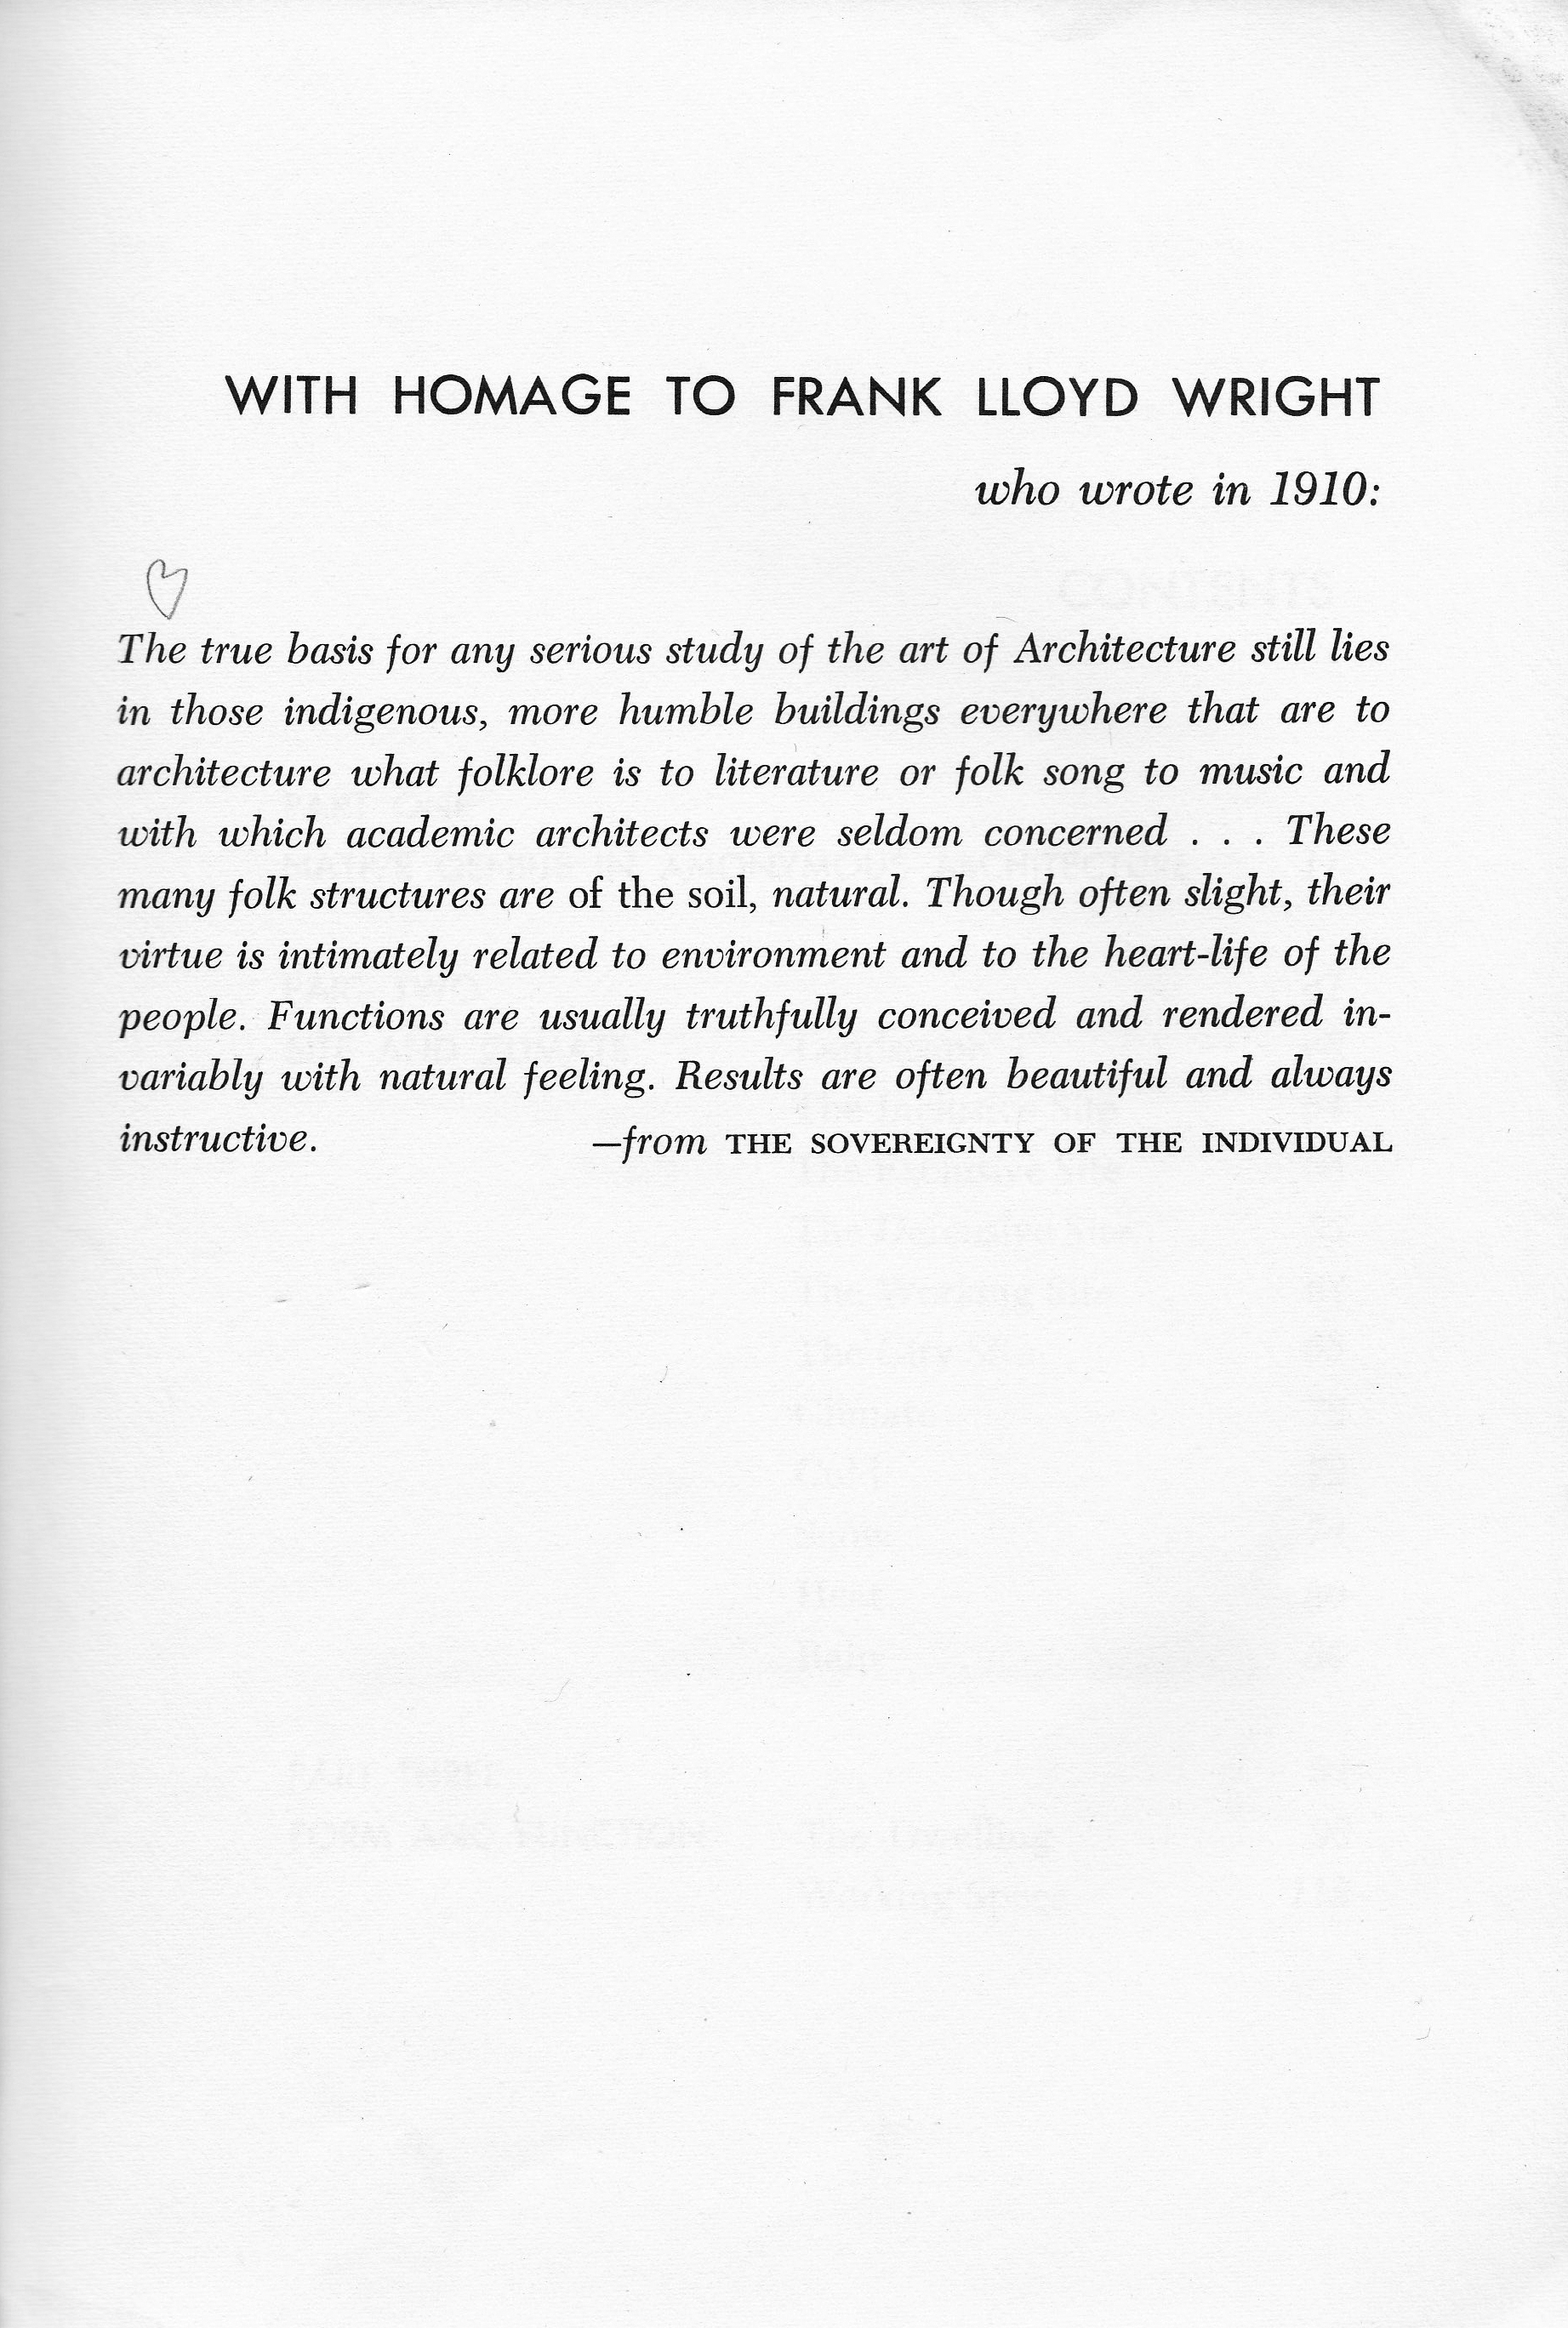 WITH HOMAGE TO FRANK LLOYD WRIGHT
who wrote in 1910:
The true basis for any serious study of the art of Architecture still lies
in those indigenous, more humble buildings everywhere that are to
architecture what folklore is to literature or folk song to music and
with which academic architects were seldom concerned . . . These
many folk structures are of the soil, natural. Though often slight, their
virtue is intimately related to environment and to the heart-life of the
people. Functions are usually truthfully conceived and rendered in-
variably with natural feeling. Results are often beautiful and always
instructive. —from THE SOVEREIGNTY OF THE INDIVIDUAL